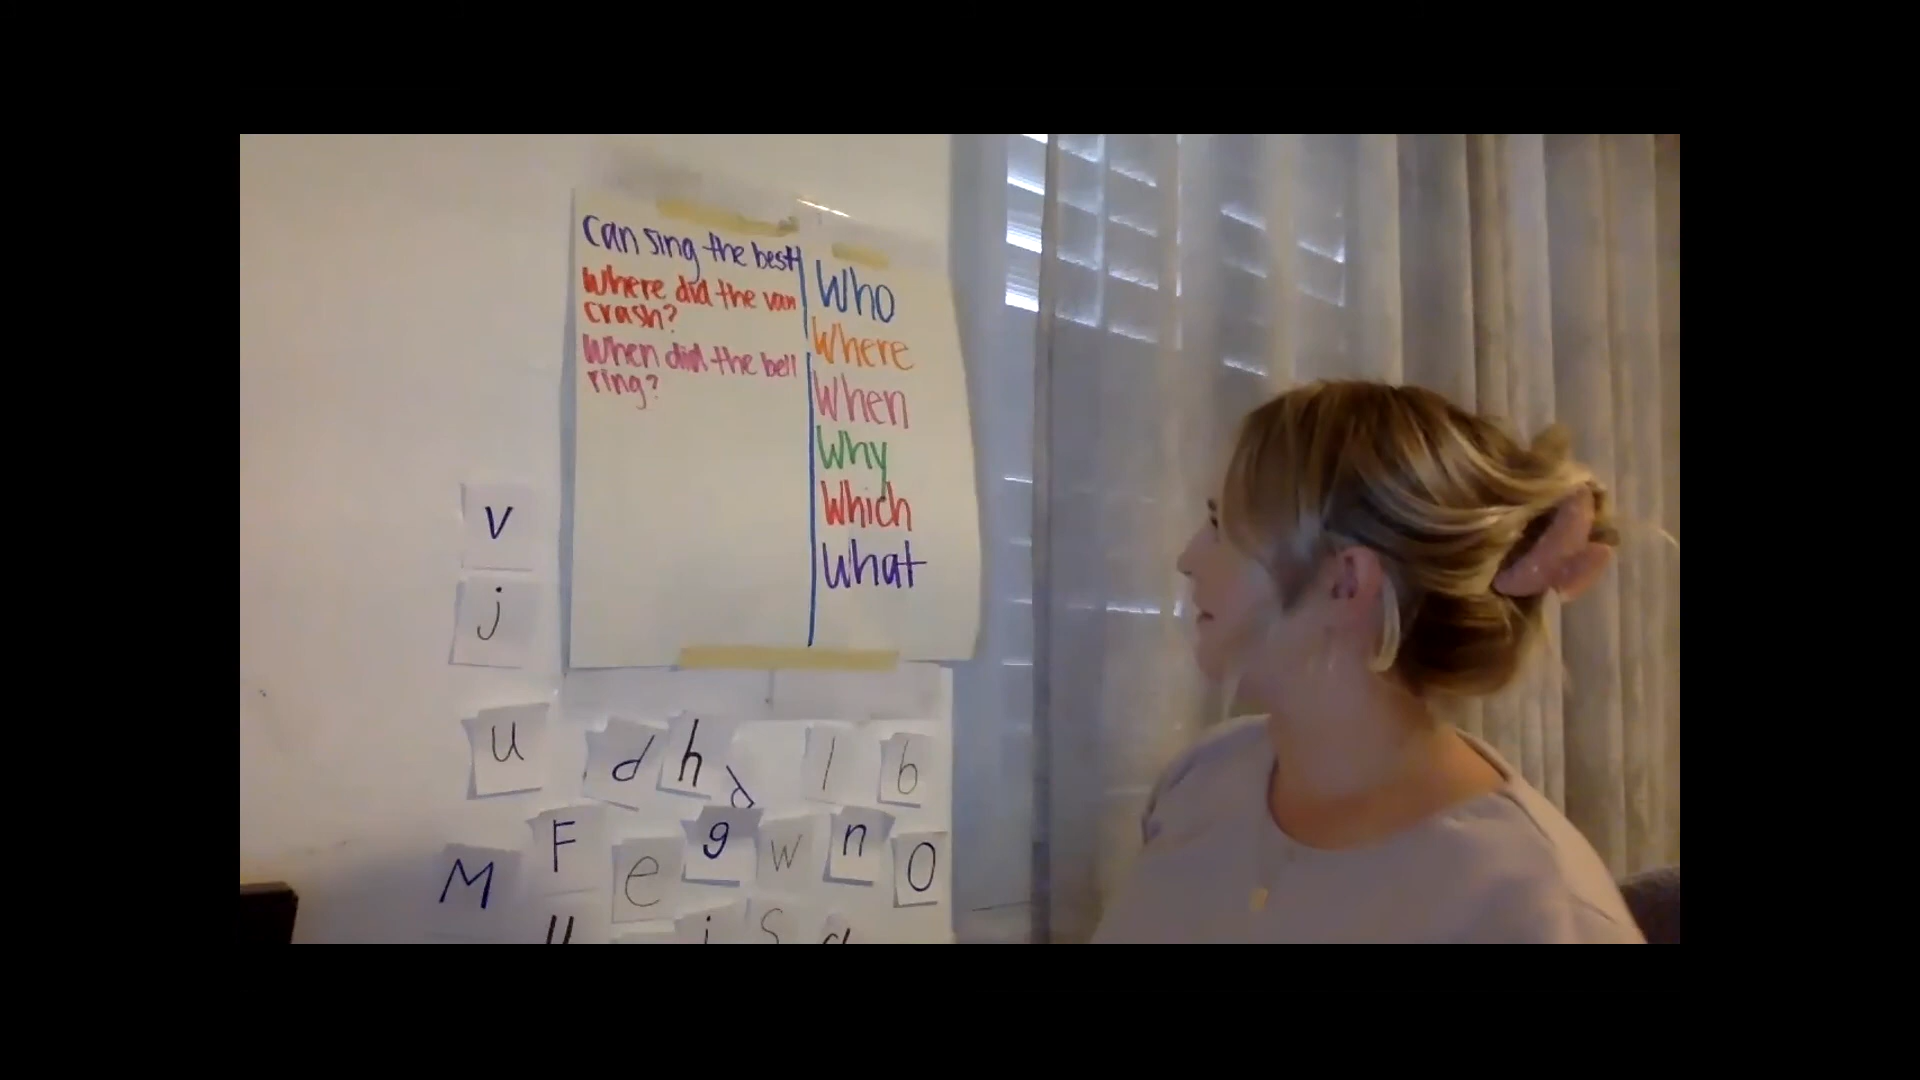 can sing the best
Where did the van
crash?
When did the bell
ring?
Who
Where
When
Why
Which
What
v
j
u
d h d l b
F g w n O
M e
i s